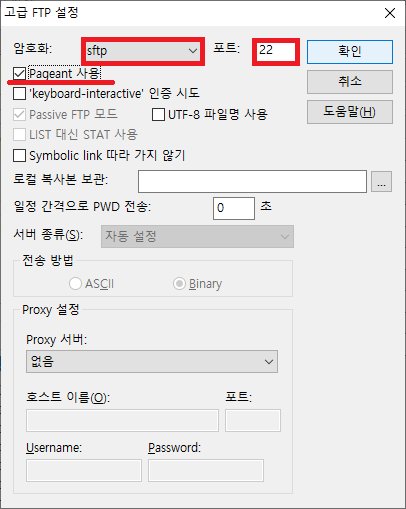 고급 FTP 설정
암호화: sftp 포트: 22 확인
Pageant 사용 취소
'keyboard-interactive' 인증 시도
Passive FTP 모드 UTF-8 파일명 사용 도움말(H)
LIST 대신 STAT 사용
Symbolic link 따라 가지 않기
로컬 복사본 보관: ...
일정 간격으로 PWD 전송: 0 초
서버 종류(S): 자동 설정
전송 방법
ASCII Binary
Proxy 설정
Proxy 서버:
없음
호스트 이름(O): 포트:
Username: Password: